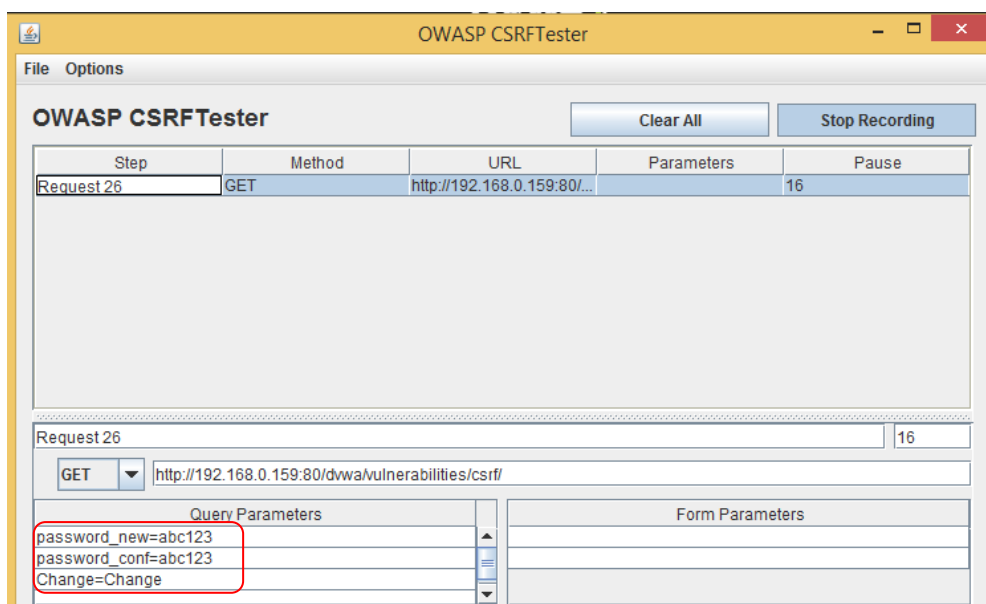 OWASP CSRFTester
File Options
OWASP CSRFTester Clear All Stop Recording
Step Method URL Parameters Pause
Request 26 GET http://192.168.0.159:80/... 16
Request 26 16
GET http://192.168.0.159:80/dvwa/vulnerabilities/csrf/
Query Parameters Form Parameters
password_new=abc123
password_conf=abc123
Change=Change